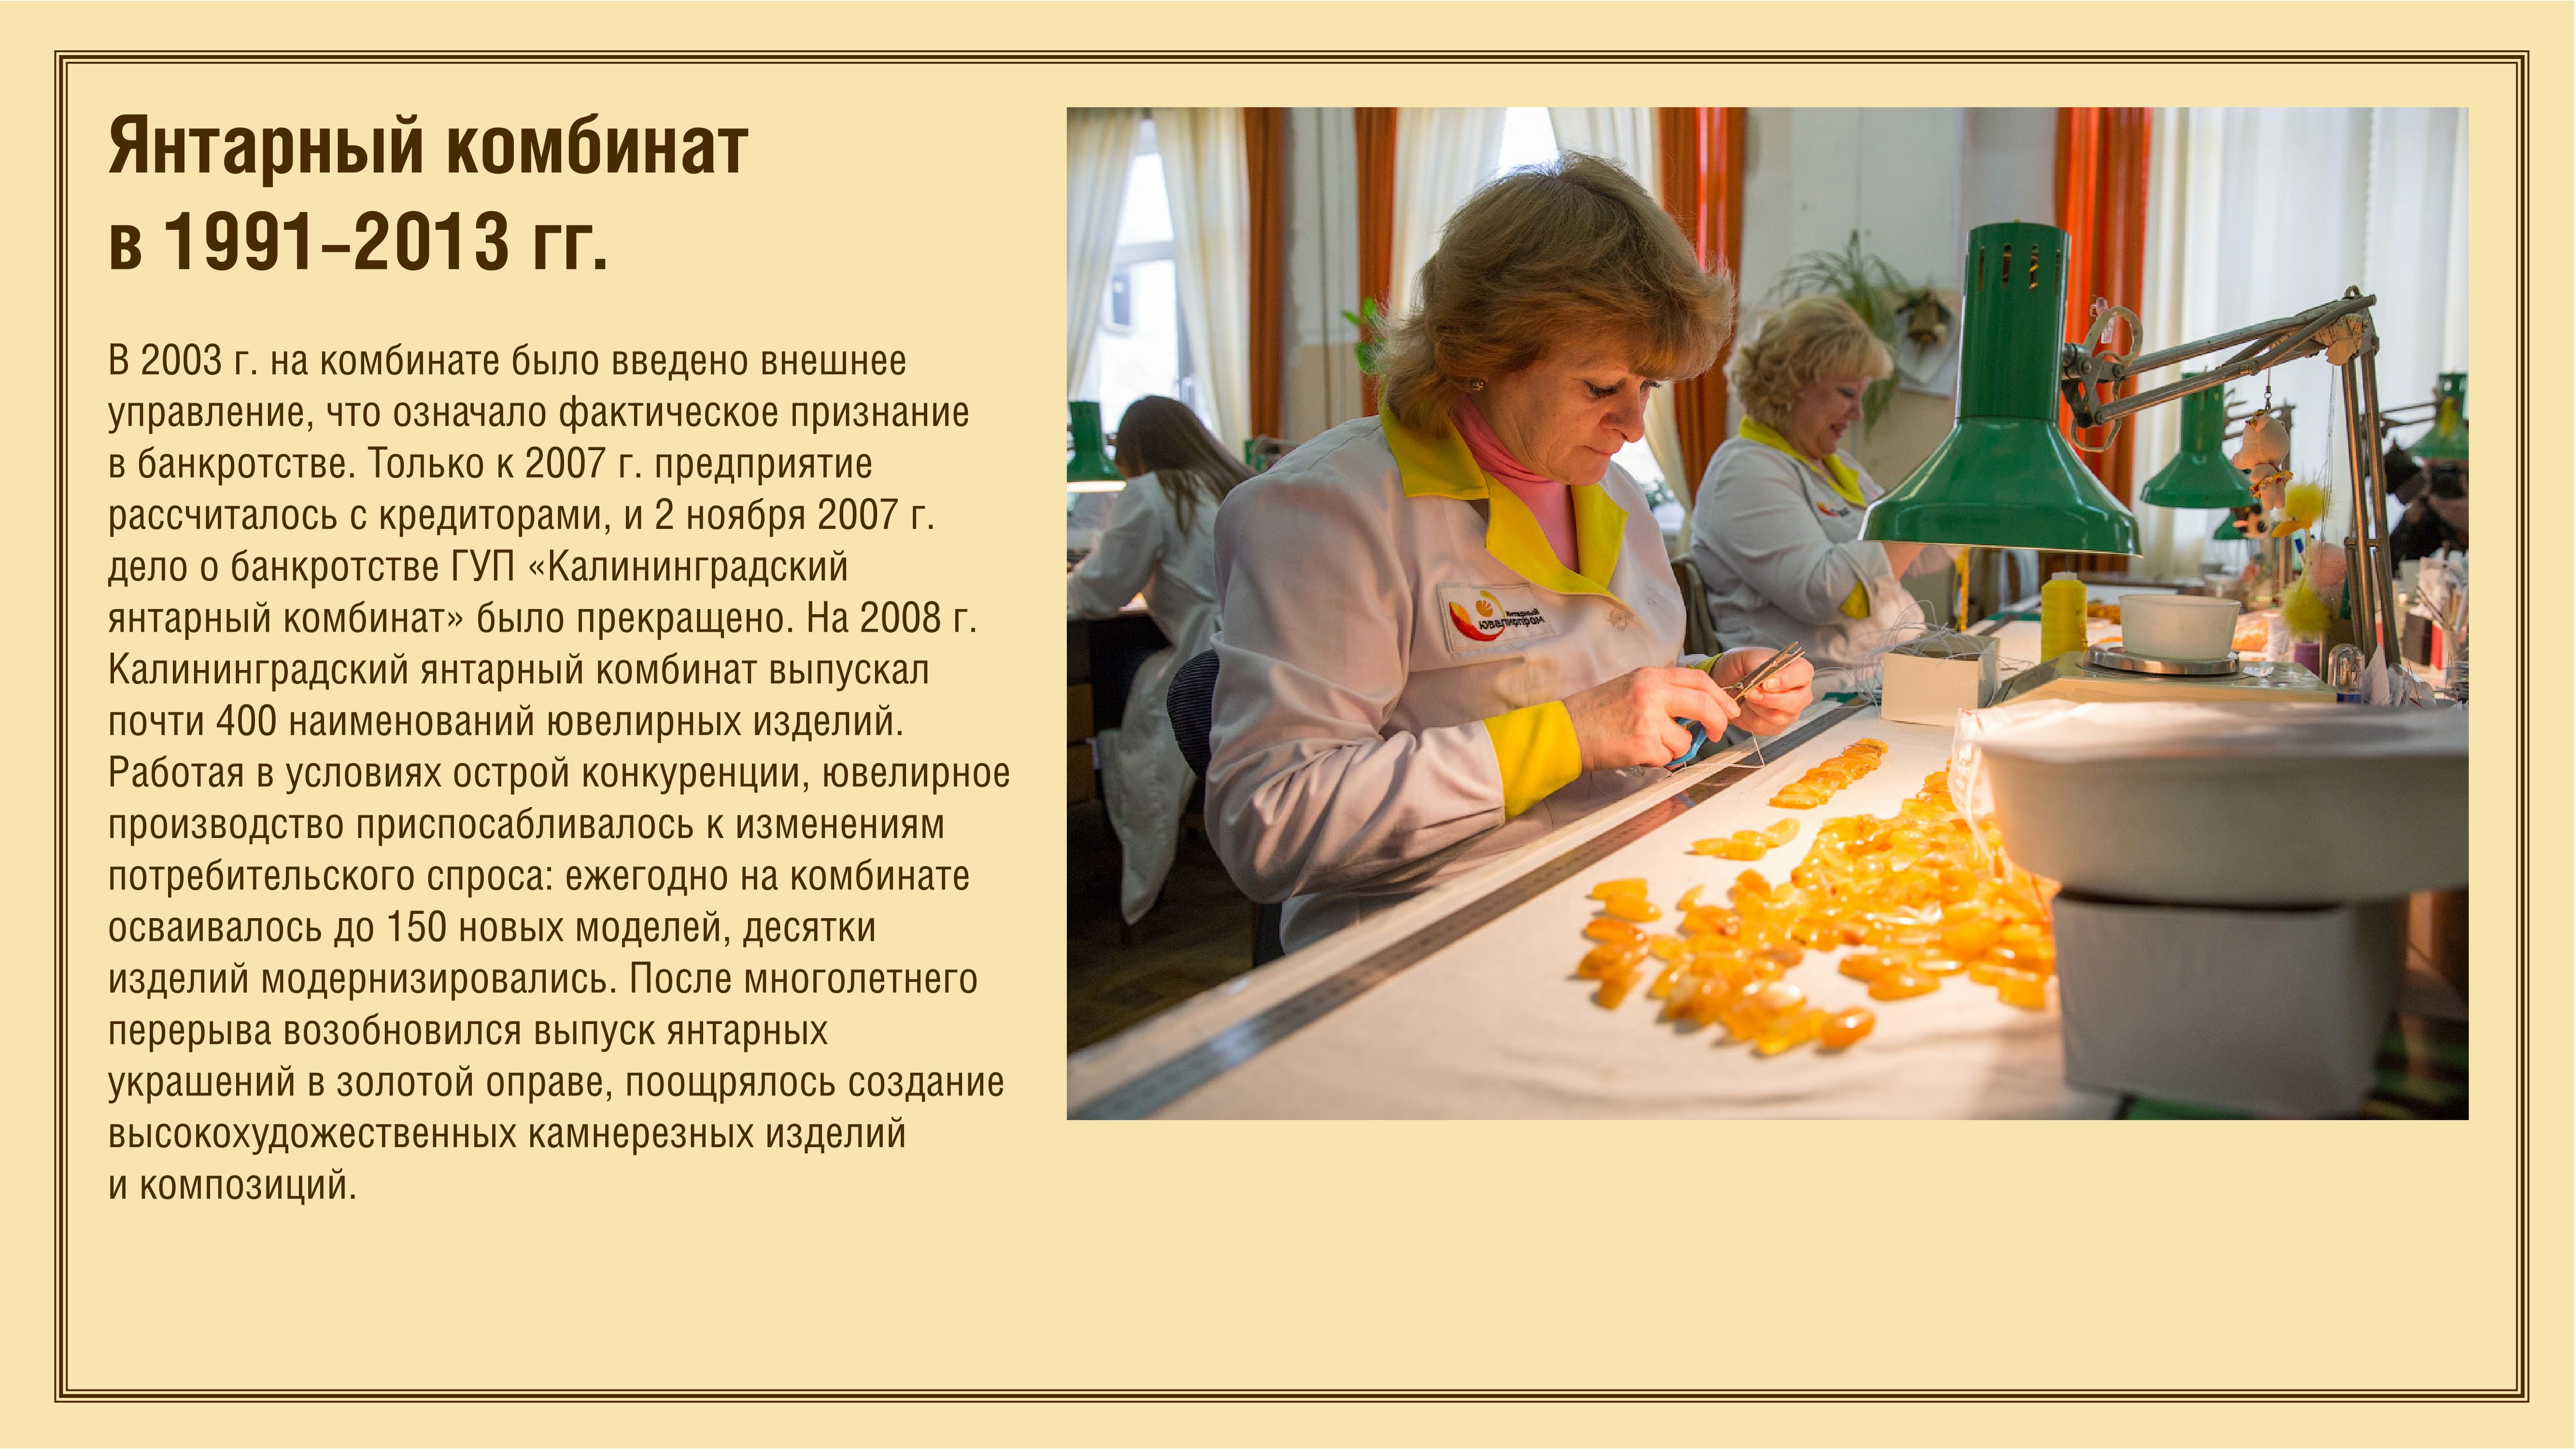 Янтарный комбинат
в 1991–2013 гг.
В 2003 г. на комбинате было введено внешнее
управление, что означало фактическое признание
в банкротстве. Только к 2007 г. предприятие
рассчиталось с кредиторами, и 2 ноября 2007 г.
дело о банкротстве ГУП «Калининградский
янтарный комбинат» было прекращено. На 2008 г.
Калининградский янтарный комбинат выпускал
почти 400 наименований ювелирных изделий.
Работая в условиях острой конкуренции, ювелирное
производство приспосабливалось к изменениям
потребительского спроса: ежегодно на комбинате
осваивалось до 150 новых моделей, десятки
изделий модернизировались. После многолетнего
перерыва возобновился выпуск янтарных
украшений в золотой оправе, поощрялось создание
высокохудожественных камнерезных изделий
и композиций.
янтарный
ювелирпром